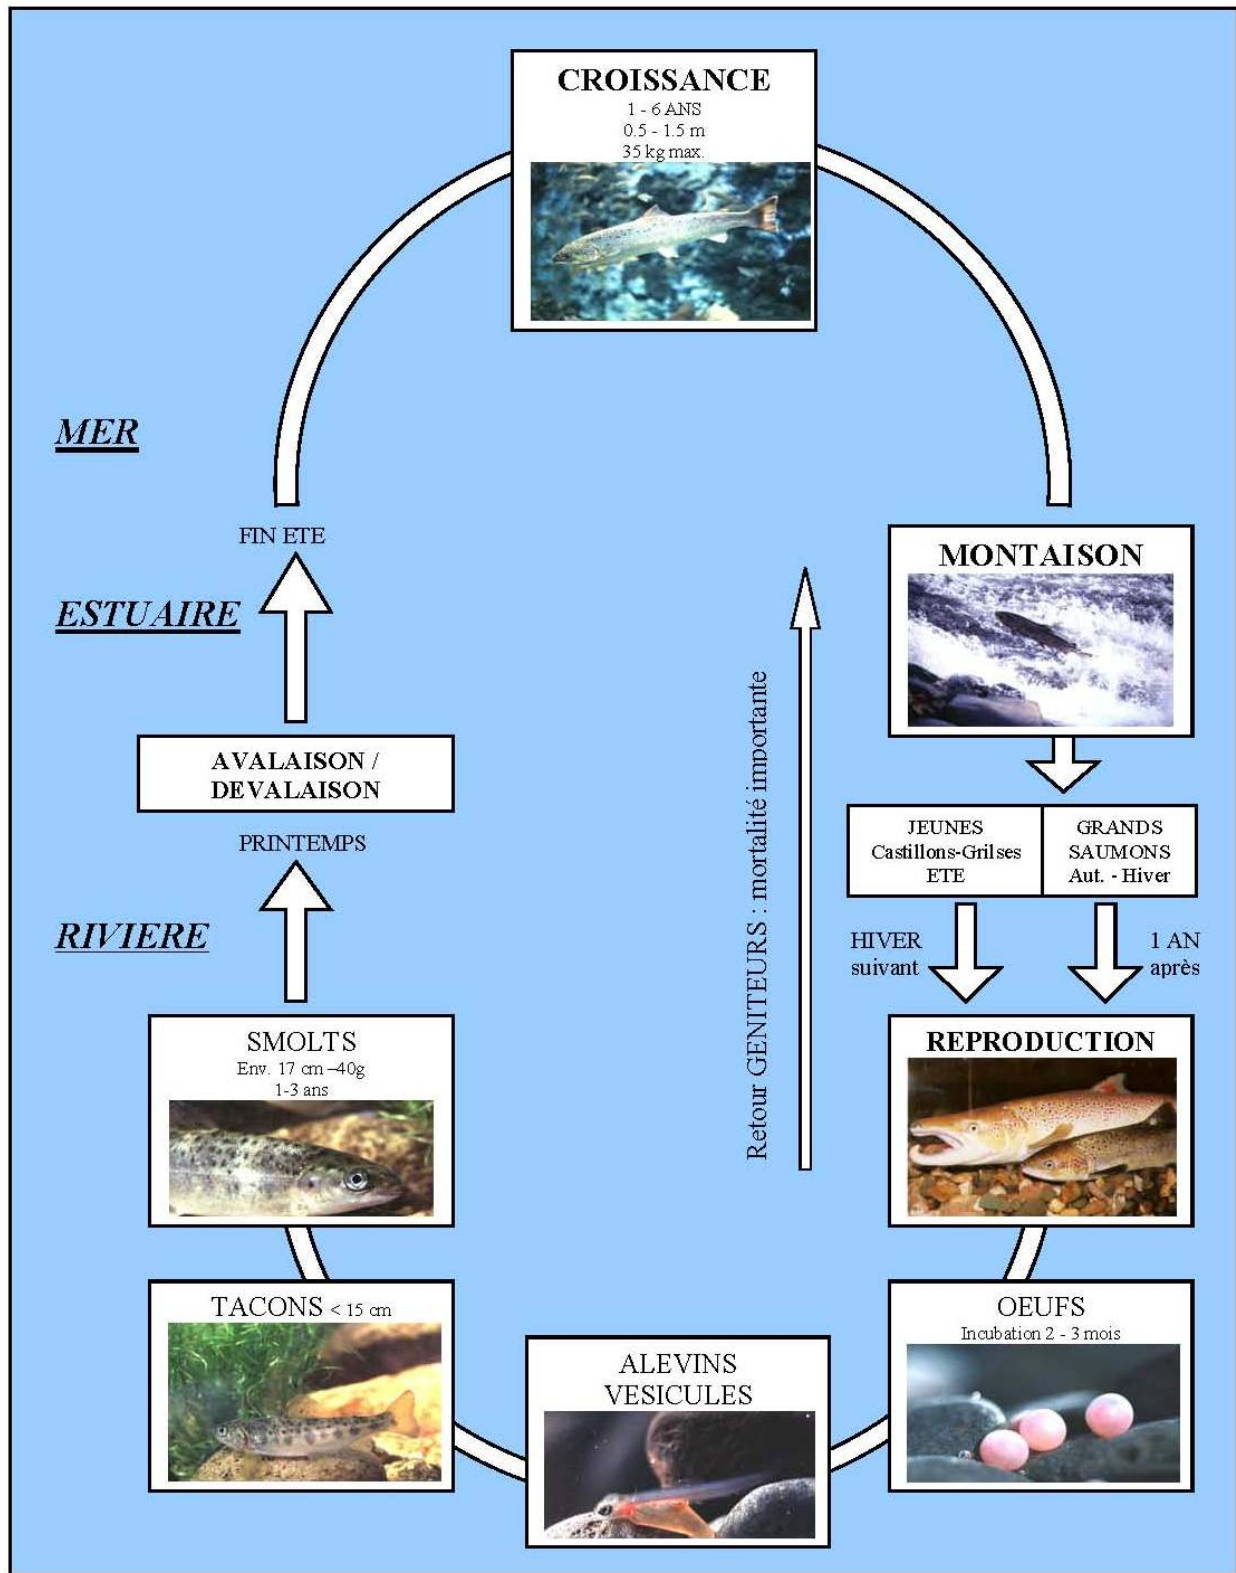 CROISSANCE
1 - 6 ANS
0.5 - 1.5 m
35 kg max.
MER
FIN ETE
ESTUAIRE
AVALAISON /
DEVALAISON
PRINTEMPS
RIVIERE
SMOLTS
Env. 17 cm –40g
1-3 ans
TACONS < 15 cm
ALEVINS
VESICULES
OEUFS
Incubation 2 - 3 mois
REPRODUCTION
HIVER
suivant
1 AN
après
JEUNES
Castillons-Grilses
ETE
GRANDS
SAUMONS
Aut. - Hiver
MONTAISON
Retour GENITEURS : mortalité importante